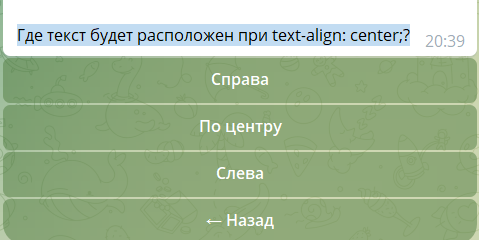 Где текст будет расположен при text-align: center;?
20:39
Справа
По центру
Слева
← Назад